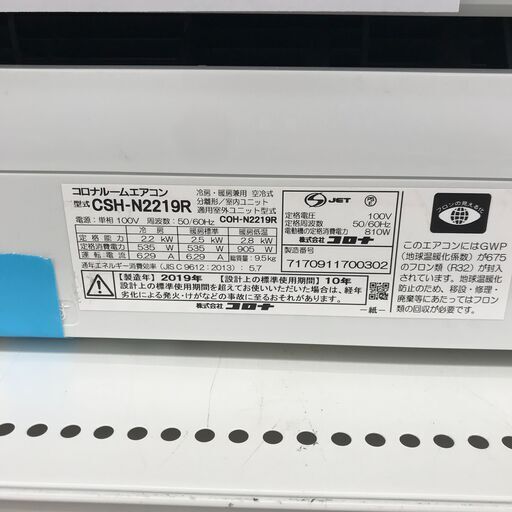 コロナルームエアコン
型式 CSH-N2219R
冷房・暖房兼用 空冷式
分離形/室内ユニット
適用室外ユニット型式
電源:単相 100V 周波数:50/60Hz COH-N2219R
冷房 暖房 暖房低温
定格能力 2.2 kW 2.5 kW 2.8 kW
定格消費電力 535 W 535 W 905 W
運転電流 6.29 A 6.29 A 総質量:9.5kg
通年エネルギー消費効率(JIS C 9612:2013):5.7
【製造年】2019年 【設計上の標準使用期間】10年
設計上の標準使用期間を超えてお使いいただいた場合は、経年
劣化による発火・けがなどの事故に至るおそれがあります。
株式会社 コロナ
JET
定格電圧 100V
定格周波数 50/60Hz
電動機の定格消費電力 810W
株式会社 コロナ
製造番号
7170911700302
ー紙ー
フロンの見える化
このエアコンにはGWP
(地球温暖化係数)が675
のフロン類(R32)が封入
されています。地球温暖化
防止のため、移設・修理・
廃棄等にあたってはフロン
類の回収が必要です。